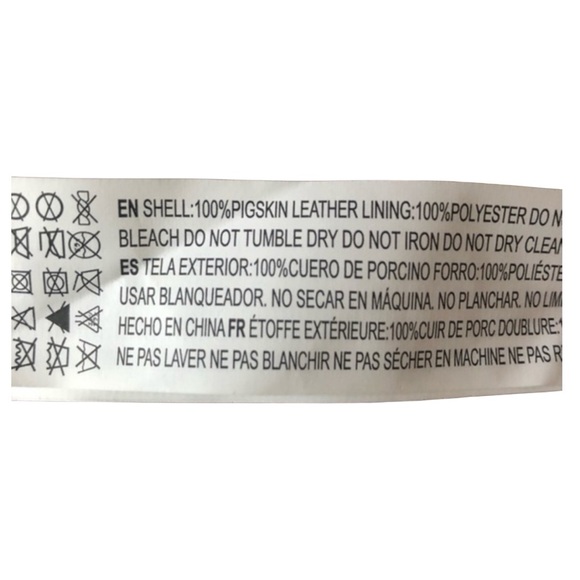 EN SHELL:100%PIGSKIN LEATHER LINING:100%POLYESTER DO
BLEACH DO NOT TUMBLE DRY DO NOT IRON DO NOT DRY CLEA
ES TELA EXTERIOR:100%CUERO DE PORCINO FORRO:100%POLIÉSTE
USAR BLANQUEADOR. NO SECAR EN MÁQUINA. NO PLANCHAR. NO LIM
HECHO EN CHINA FR ÉTOFFE EXTÉRIEURE:100%CUIR DE PORC DOUBLURE:
NE PAS LAVER NE PAS BLANCHIR NE PAS SÉCHER EN MACHINE NE PAS